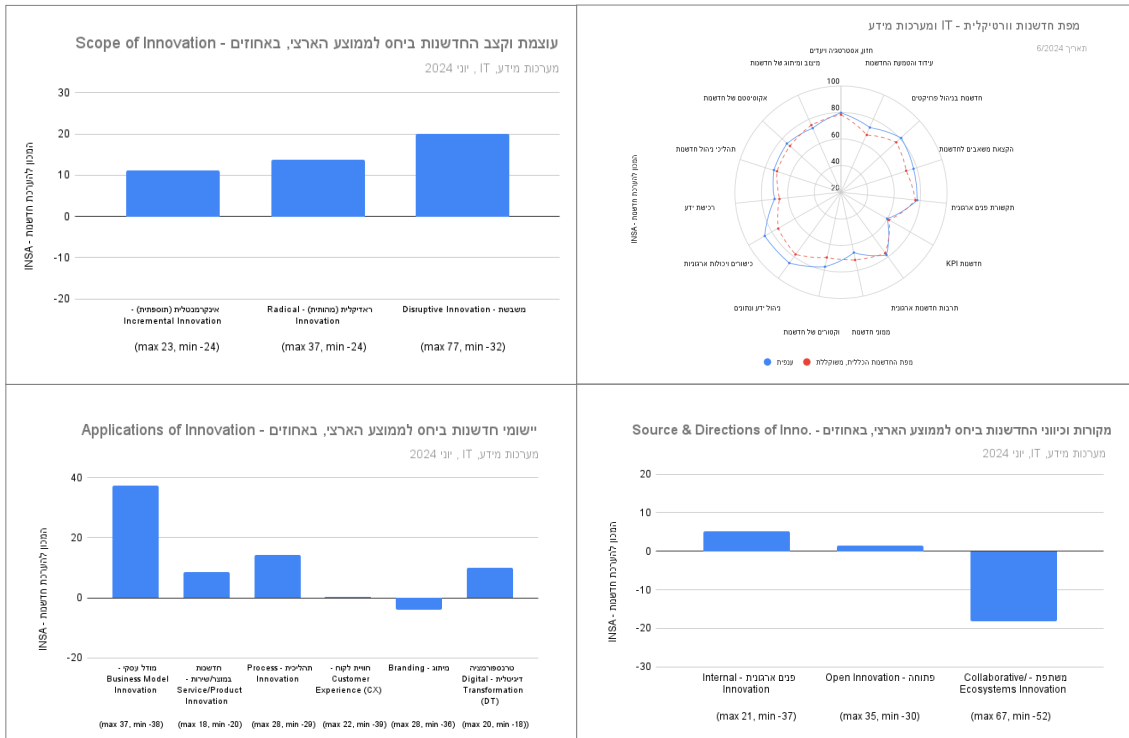 עוצמת וקצב החדשנות ביחס לממוצע הארצי, באחוזים - Scope of Innovation
מערכות מידע, IT , יוני 2024
30
20
10
0
-10
-20
המכון להערכת חדשנות - INSA
אינקרמנטלית (תוספתית) - Incremental Innovation
(max 23, min -24)
ראדיקלית (מהותית) - Radical Innovation
(max 37, min -24)
משבשת - Disruptive Innovation
(max 77, min -32)
מפת חדשנות וורטיקלית - IT ומערכות מידע
תאריך 6/2024
חזון, אסטרטגיה ויעדים
עידוד והטמעת החדשנות
חדשנות בניהול פרויקטים
הקצאת משאבים לחדשנות
תקשורת פנים ארגונית
חדשנות KPI
תרבות חדשנות ארגונית
ממוני חדשנות
וקטורים של חדשנות
ניהול ידע ונתונים
כישורים ויכולות ארגוניות
רכישת ידע
תהליכי ניהול חדשנות
אקוסיסטם של חדשנות
מיצוב ומיתוג של חדשנות
100
80
60
40
20
המכון להערכת חדשנות - INSA
ענפית
מפת החדשנות הכללית, משוקללת
יישומי חדשנות ביחס לממוצע הארצי, באחוזים - Applications of Innovation
מערכות מידע, IT , יוני 2024
40
20
0
-20
המכון להערכת חדשנות - INSA
מודל עסקי - Business Model Innovation
(max 37, min -38)
חדשנות במוצר/שירות - Service/Product Innovation
(max 18, min -20)
תהליכית - Process Innovation
(max 28, min -29)
חוויית לקוח - Customer Experience (CX)
(max 22, min -39)
מיתוג - Branding
(max 28, min -36)
טרנספורמציה דיגיטלית - Digital Transformation (DT)
(max 20, min -18))
מקורות וכיווני החדשנות ביחס לממוצע הארצי, באחוזים - .Source & Directions of Inno
מערכות מידע, IT, יוני 2024
20
10
0
-10
-20
-30
המכון להערכת חדשנות - INSA
פנים ארגונית - Internal Innovation
(max 21, min -37)
פתוחה - Open Innovation
(max 35, min -30)
משתפת - /Collaborative Ecosystems Innovation
(max 67, min -52)